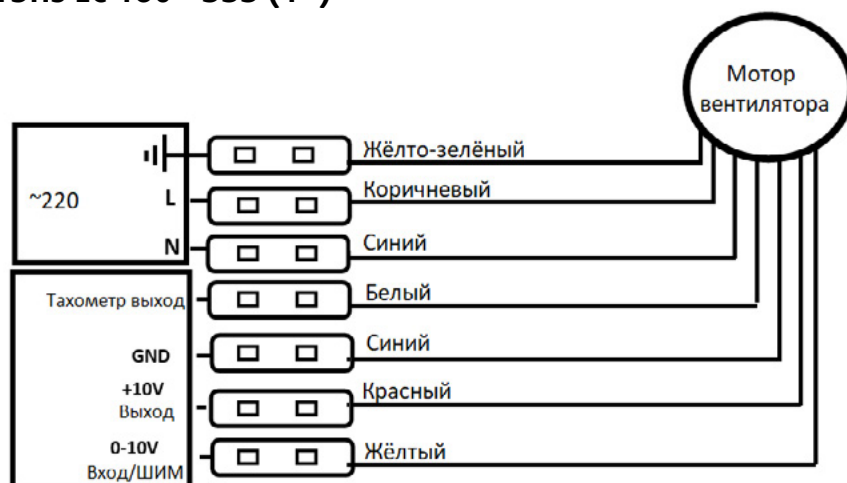 Мотор
вентилятора
Жёлто-зелёный
~220
L
Коричневый
N
Синий
Тахометр выход
Белый
GND
Синий
+10V
Выход
Красный
0-10V
Вход/ШИМ
Жёлтый